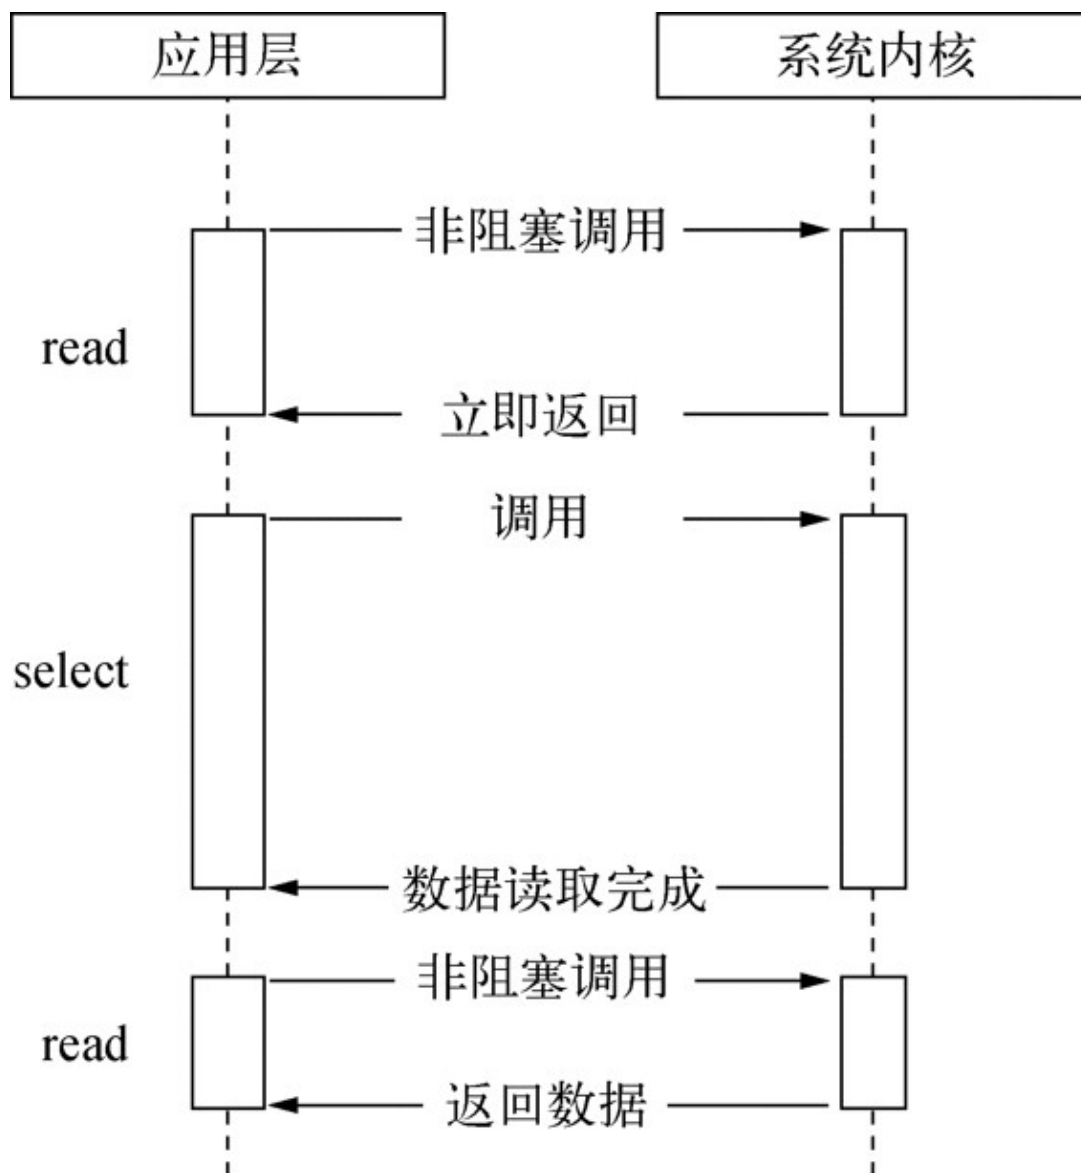 应用层
系统内核
非阻塞调用
read
立即返回
调用
select
数据读取完成
非阻塞调用
read
返回数据